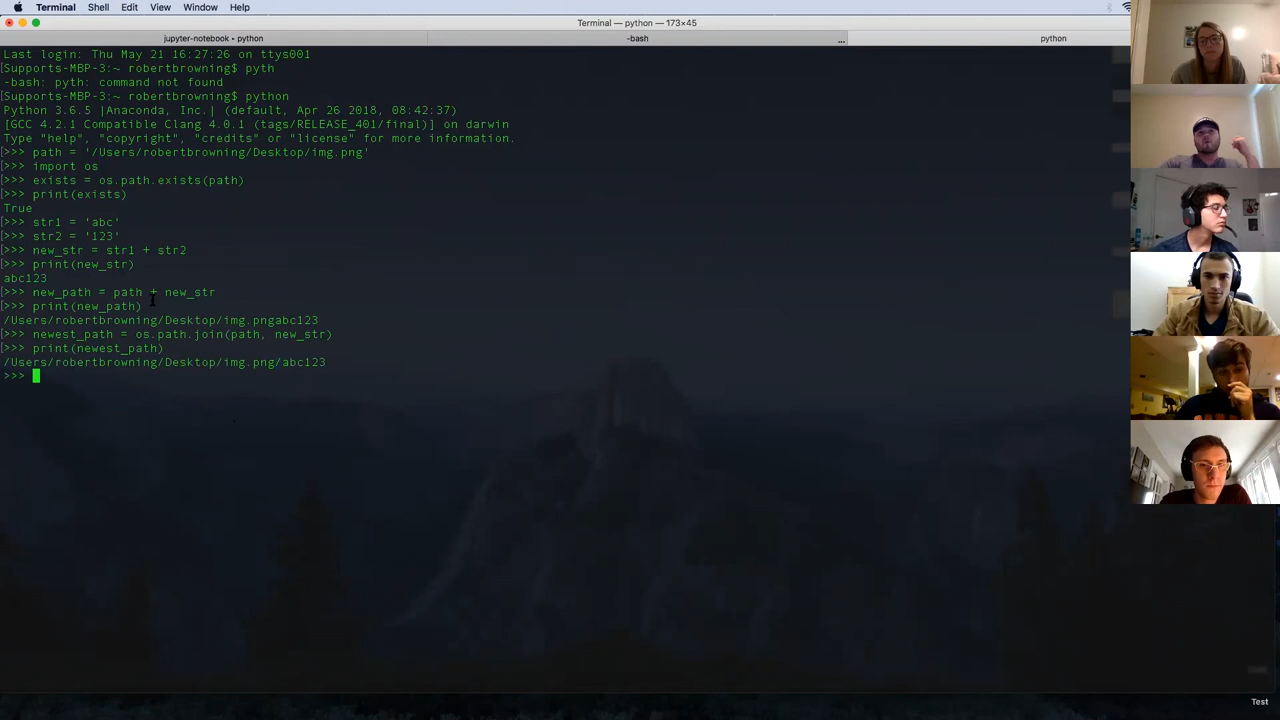 Terminal Shell Edit View Window Help
Terminal — python — 173×45
jupyter-notebook • python
-bash
...
python
Last login: Thu May 21 16:27:26 on ttys001
[Supports-MBP-3:~ robertbrowning$ pyth
-bash: pyth: command not found
[Supports-MBP-3:~ robertbrowning$ python
Python 3.6.5 |Anaconda, Inc.| (default, Apr 26 2018, 08:42:37)
[GCC 4.2.1 Compatible Clang 4.0.1 (tags/RELEASE_401/final)] on darwin
Type "help", "copyright", "credits" or "license" for more information.
[>>> path = '/Users/robertbrowning/Desktop/img.png'
[>>> import os
[>>> exists = os.path.exists(path)
[>>> print(exists)
True
[>>> str1 = 'abc'
[>>> str2 = '123'
[>>> new_str = str1 + str2
[>>> print(new_str)
abc123
[>>> new_path = path + new_str
[>>> print(new_path)
/Users/robertbrowning/Desktop/img.pngabc123
[>>> newest_path = os.path.join(path, new_str)
[>>> print(newest_path)
/Users/robertbrowning/Desktop/img.png/abc123
>>>
Test